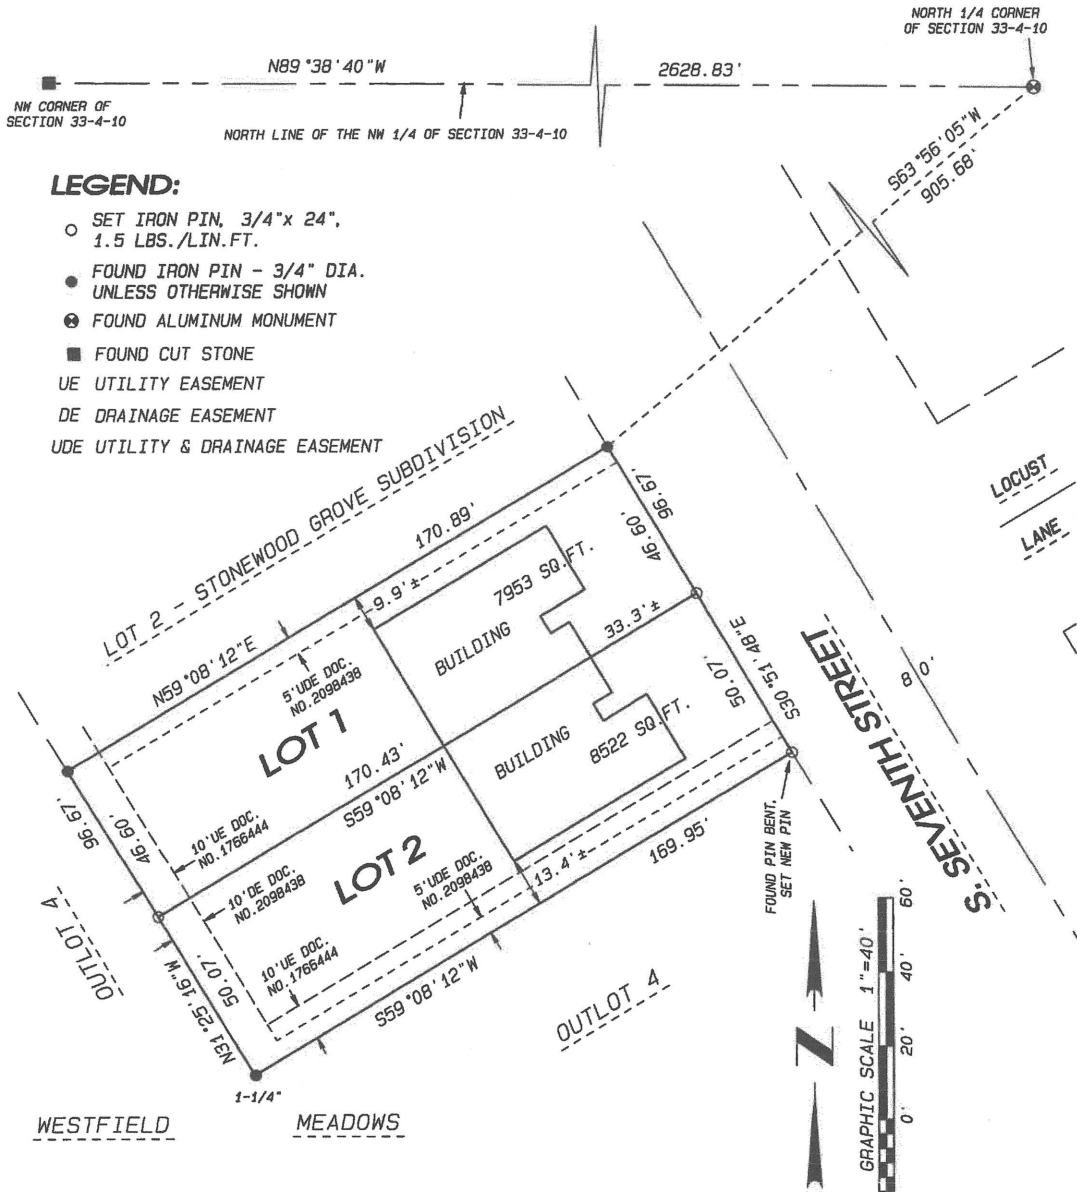 NORTH 1/4 CORNER
OF SECTION 33-4-10
N89°38'40"W
2628.83'
NW CORNER OF
SECTION 33-4-10
NORTH LINE OF THE NW 1/4 OF SECTION 33-4-10
S63°56'05"W
905.68'
LEGEND:
SET IRON PIN, 3/4"x 24",
1.5 LBS./LIN.FT.
FOUND IRON PIN - 3/4" DIA.
UNLESS OTHERWISE SHOWN
FOUND ALUMINUM MONUMENT
FOUND CUT STONE
UE UTILITY EASEMENT
DE DRAINAGE EASEMENT
UDE UTILITY & DRAINAGE EASEMENT
LOT 2 - STONEWOOD GROVE SUBDIVISION
170.89'
N59°08'12"E
9.9'±
96.67'
46.60'
7953 SQ.FT.
BUILDING
33.3'±
5'UDE DOC.
NO.2098438
LOT 1
170.43'
S59°08'12"W
BUILDING
8522 SQ.FT.
50.07'
S30°51'48"E
LOCUST
LANE
S. SEVENTH STREET
80'
96.67'
46.60'
10'UE DOC.
NO.1766444
LOT 2
10'DE DOC.
NO.2098438
5'UDE DOC.
NO.2098438
13.4'±
169.95'
FOUND PIN BENT,
SET NEW PIN
OUTLOT 4
N31°25'16"W
50.07'
10'UE DOC.
NO.1766444
S59°08'12"W
OUTLOT 4
1-1/4"
WESTFIELD MEADOWS
N
GRAPHIC SCALE 1"=40'
0' 20' 40' 60'